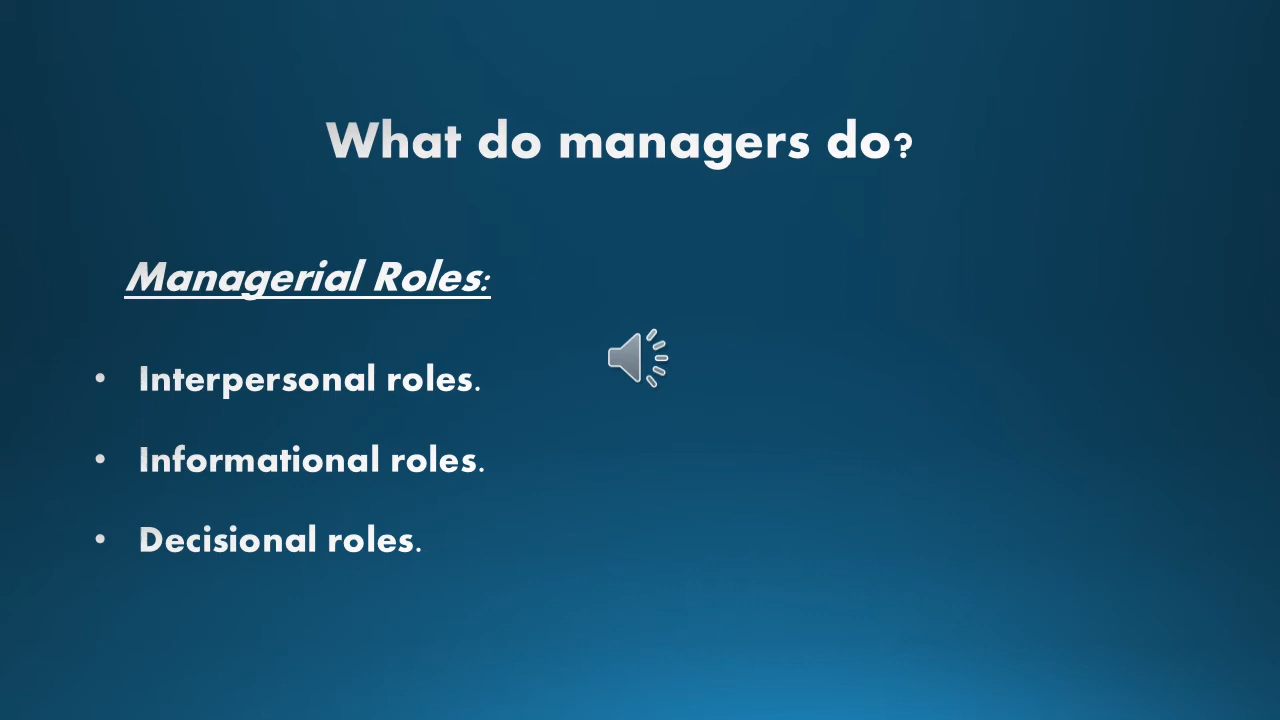 What do managers do?
Managerial Roles:
• Interpersonal roles.
• Informational roles.
• Decisional roles.